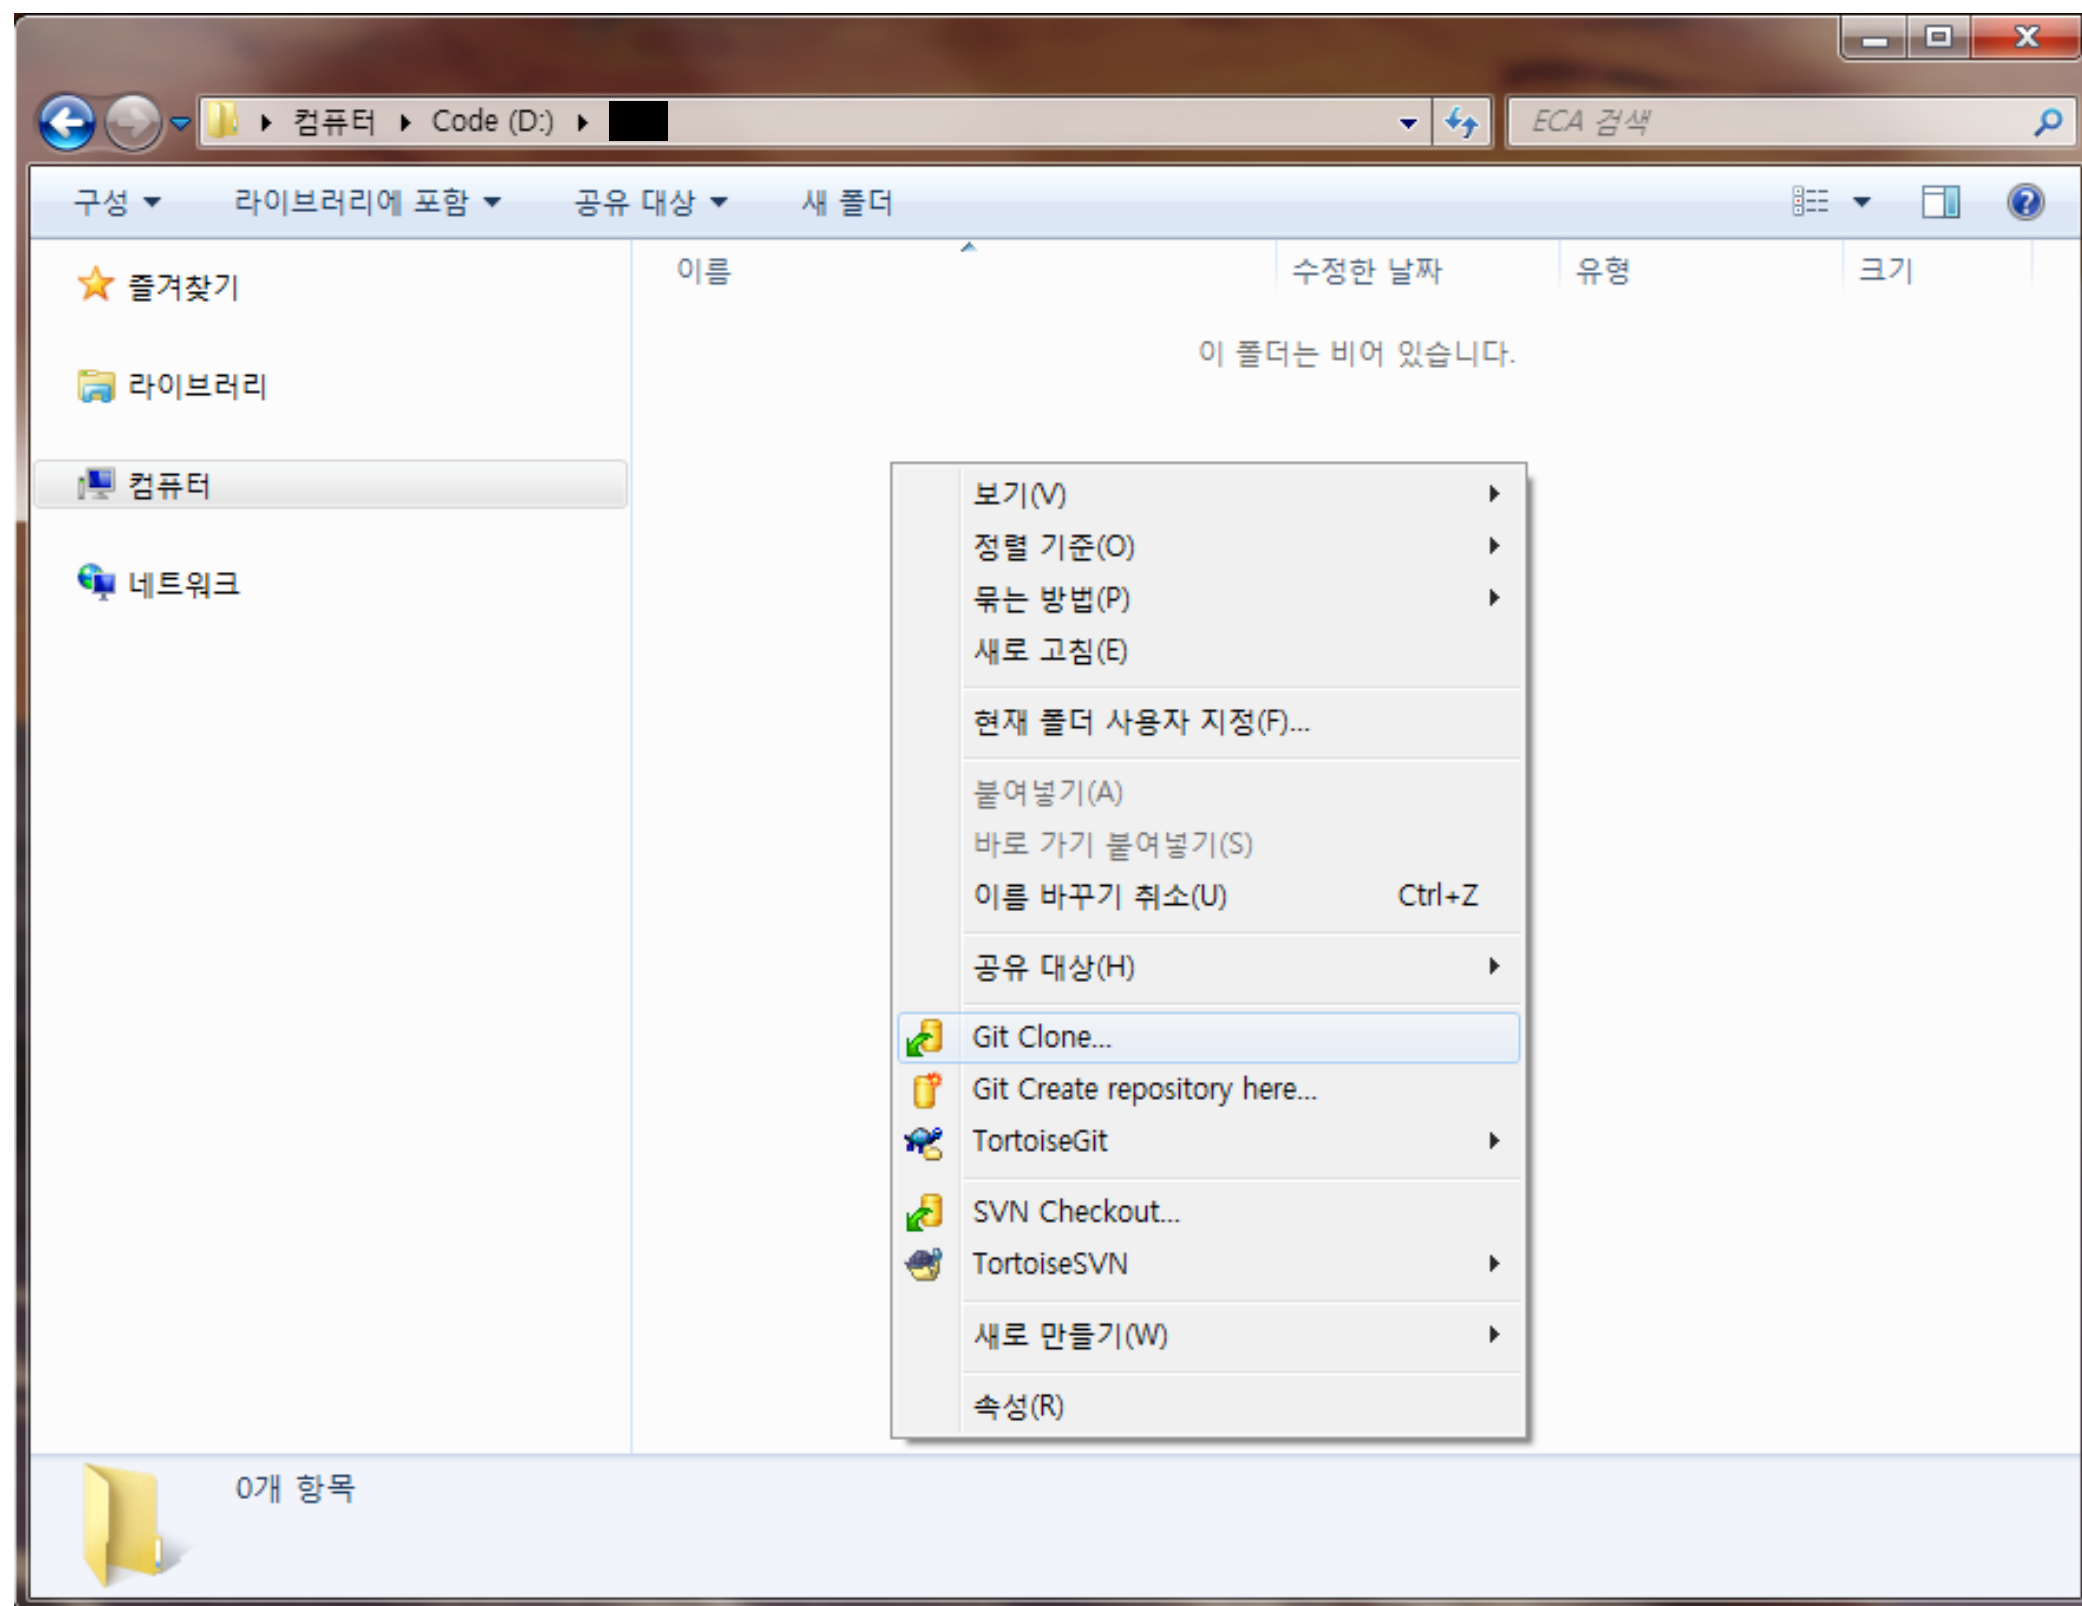 컴퓨터 Code (D:)
ECA 검색
구성 라이브러리에 포함 공유 대상 새 폴더
즐겨찾기
라이브러리
컴퓨터
네트워크
이름 수정한 날짜 유형 크기
이 폴더는 비어 있습니다.
보기(V)
정렬 기준(O)
묶는 방법(P)
새로 고침(E)
현재 폴더 사용자 지정(F)...
붙여넣기(A)
바로 가기 붙여넣기(S)
이름 바꾸기 취소(U) Ctrl+Z
공유 대상(H)
Git Clone...
Git Create repository here...
TortoiseGit
SVN Checkout...
TortoiseSVN
새로 만들기(W)
속성(R)
0개 항목